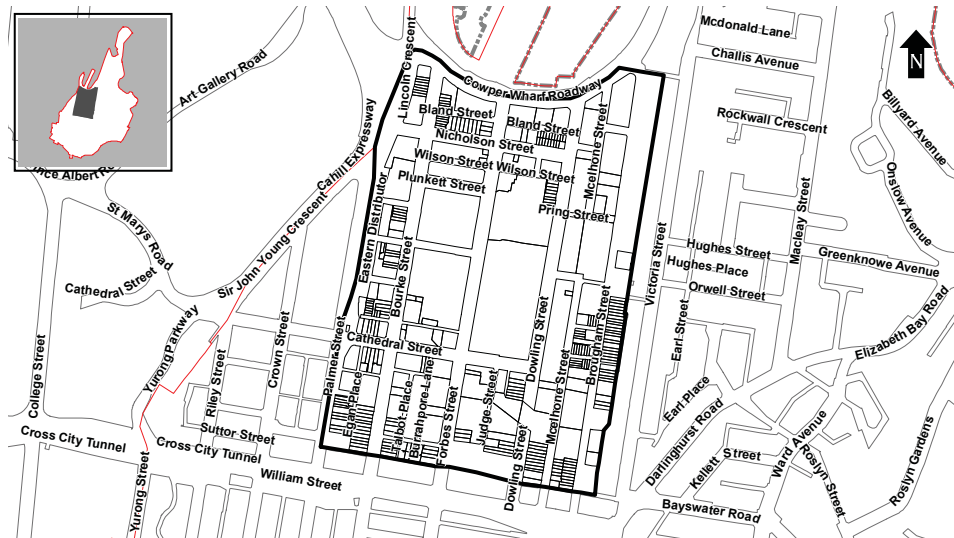 Mcdonald Lane
Challis Avenue
N
Art Gallery Road
Lincoln Crescent
Cowper Wharf Roadway
Billyard Avenue
Bland Street
Bland Street
Rockwall Crescent
Nicholson Street
Mcelhone Street
Cahill Expressway
Wilson Street
Wilson Street
Plunkett Street
Onslow Avenue
Macleay Street
St Marys Road
Eastern Distributor
Pring Street
Sir John Young Crescent
Hughes Street
Greenknowe Avenue
Hughes Place
Victoria Street
Cathedral Street
Bourke Street
Orwell Street
Elizabeth Bay Road
Yurong Parkway
Crown Street
Palmer Street
Cathedral Street
Dowling Street
Brougham Street
Earl Street
College Street
Riley Street
Egan Place
Talbot Place
Barrahpore Lane
Forbes Street
Judge Street
Mcelhone Street
Earl Place
Darlinghurst Road
Cross City Tunnel
Suttor Street
Cross City Tunnel
Ward Avenue
Kellett Street
Roslyn Street
Roslyn Gardens
Yurong Street
William Street
Dowling Street
Bayswater Road